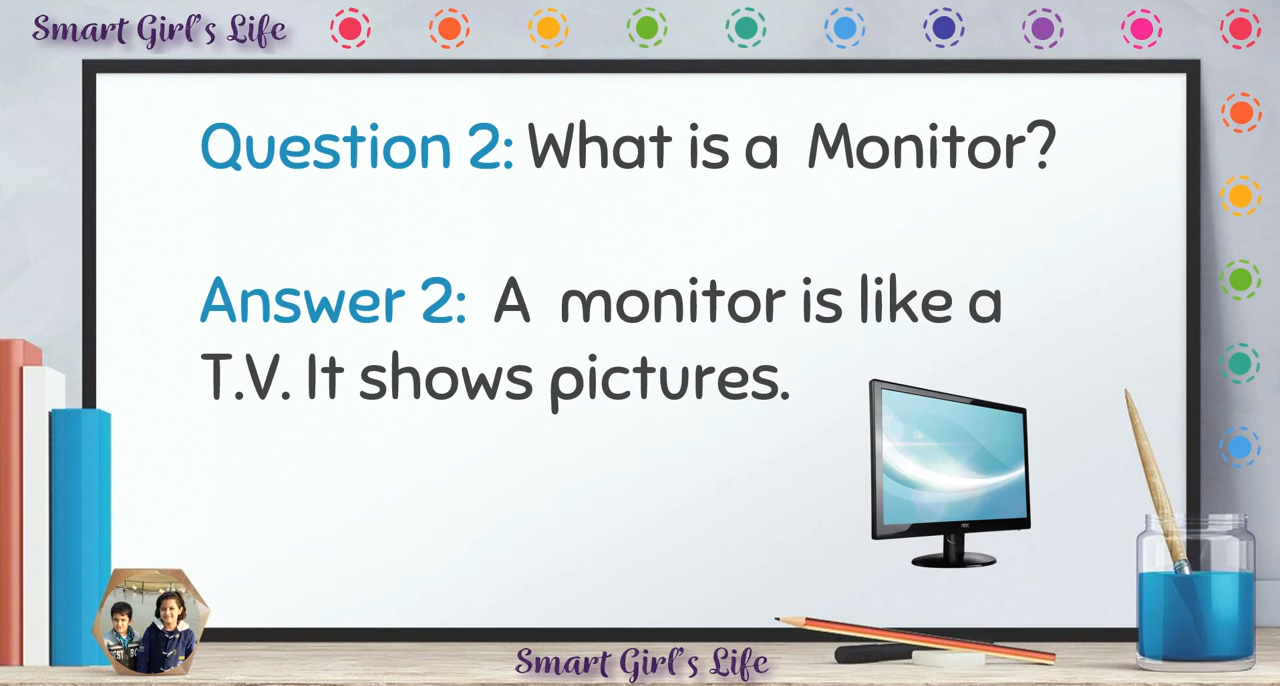 Smart Girl's Life
Question 2: What is a Monitor?
Answer 2: A monitor is like a
T.V. It shows pictures.
AOC
Smart Girl's Life